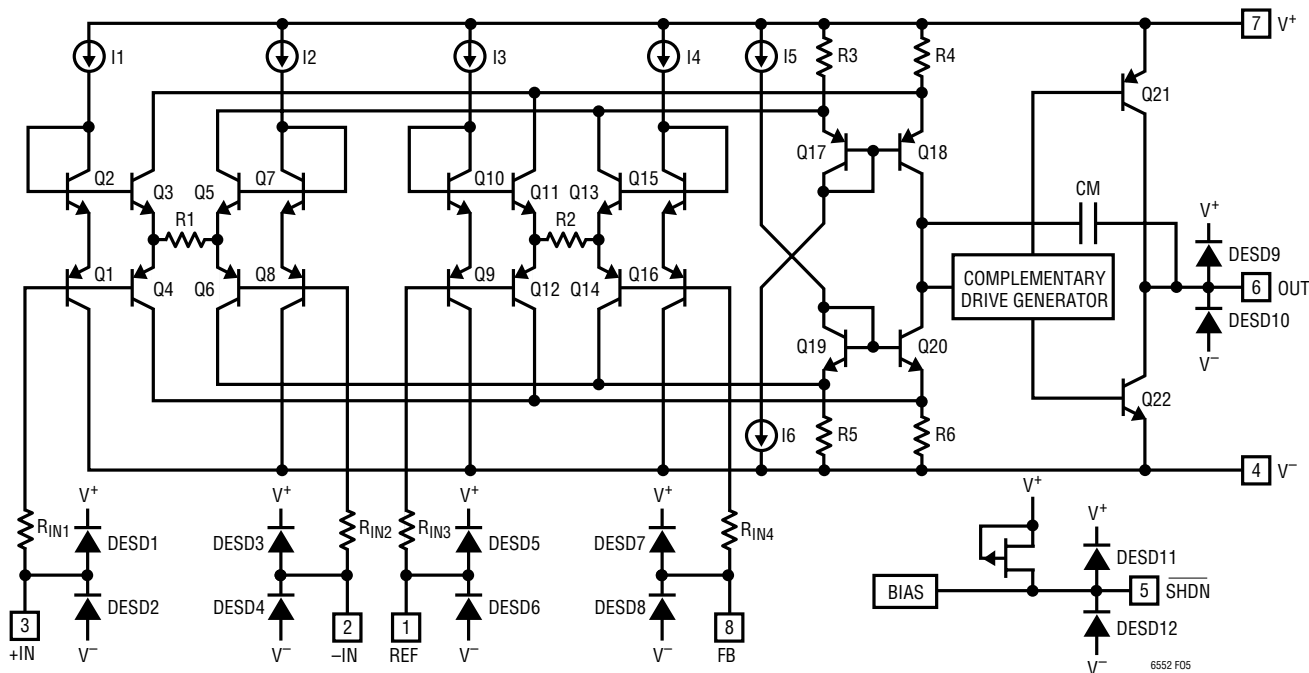 7 V+
I1 I2 I3 I4 I5 R3 R4
Q21
Q17 Q18
Q2 Q3 Q5 Q7 Q10 Q11 Q13 Q15
CM
V+
R1 R2
DESD9
COMPLEMENTARY
DRIVE GENERATOR
6 OUT
Q1 Q4 Q6 Q8 Q9 Q12 Q14 Q16
DESD10
Q19 Q20
V−
Q22
I6 R5 R6
4 V−
V+ V+ V+ V+ V+
V+
RIN1 DESD1 DESD3 RIN2 RIN3 DESD5 DESD7 RIN4
DESD11
BIAS
5 SHDN
DESD2 DESD4 DESD6 DESD8
DESD12
3 2 1 8
+IN V− V− −IN REF V− V− FB
V−
6552 F05